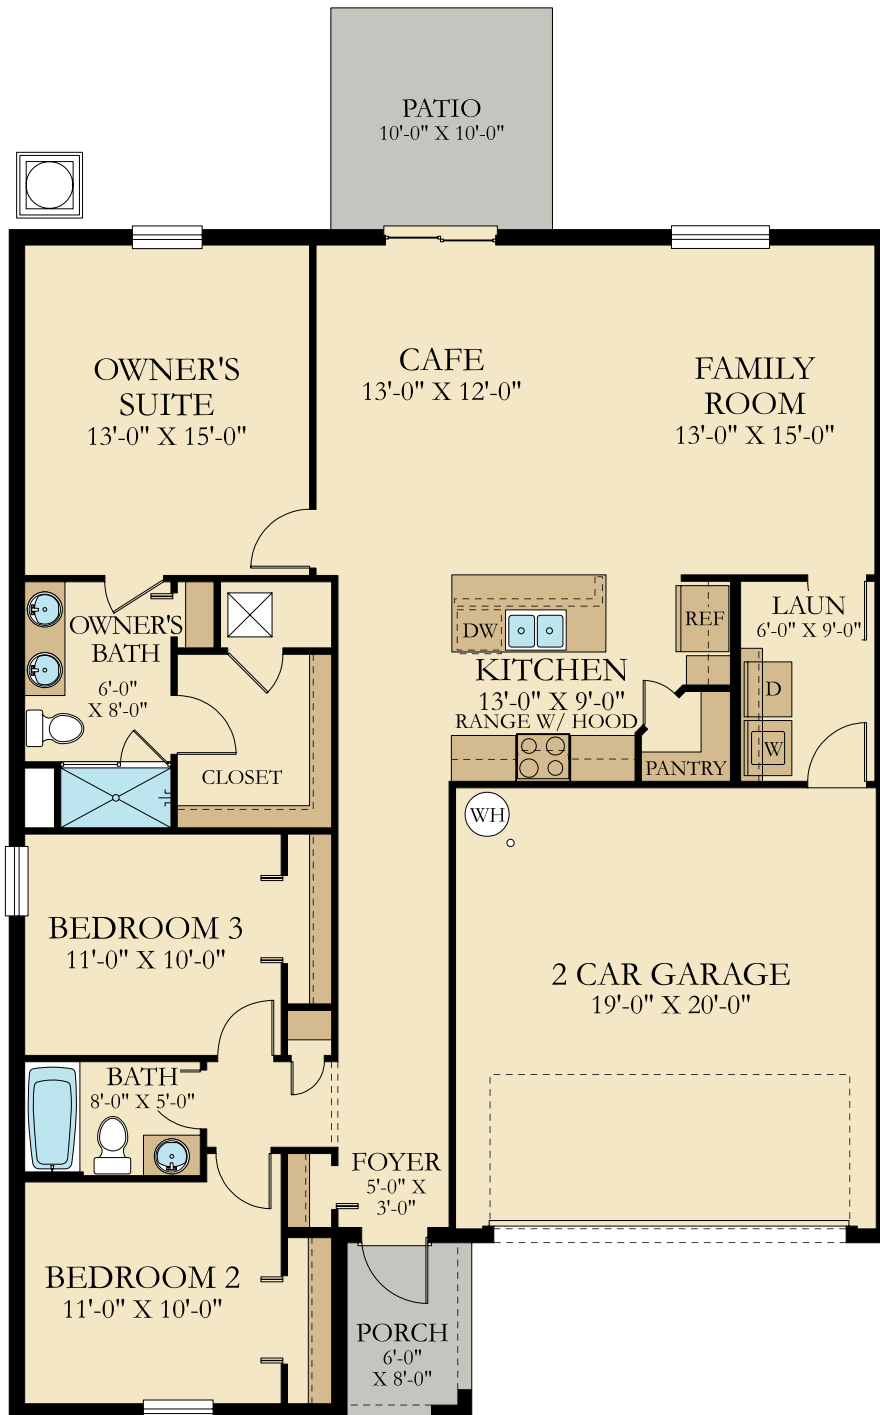 PATIO
10'-0" X 10'-0"
OWNER'S
SUITE
13'-0" X 15'-0"
CAFE
13'-0" X 12'-0"
FAMILY
ROOM
13'-0" X 15'-0"
OWNER'S
BATH
6'-0"
X 8'-0"
CLOSET
DW
KITCHEN
13'-0" X 9'-0"
RANGE W/ HOOD
REF
PANTRY
LAUN
6'-0" X 9'-0"
D
W
WH
BEDROOM 3
11'-0" X 10'-0"
2 CAR GARAGE
19'-0" X 20'-0"
BATH
8'-0" X 5'-0"
FOYER
5'-0" X
3'-0"
BEDROOM 2
11'-0" X 10'-0"
PORCH
6'-0"
X 8'-0"